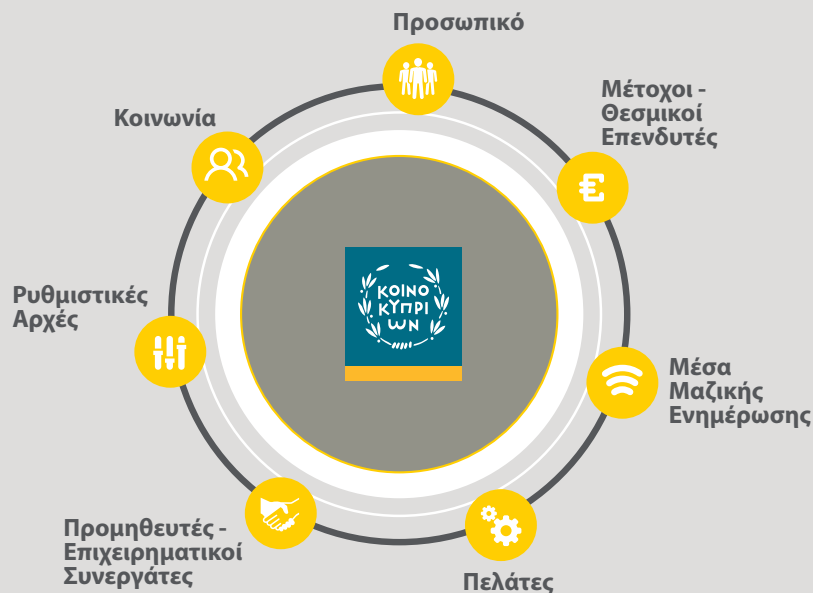 Προσωπικό
Μέτοχοι -
Θεσμικοί
Επενδυτές
Μέσα
Μαζικής
Ενημέρωσης
Πελάτες
Προμηθευτές -
Επιχειρηματικοί
Συνεργάτες
Ρυθμιστικές
Αρχές
Κοινωνία
ΚΟΙΝΟ
ΚΥΠΡΙ
ωΝ